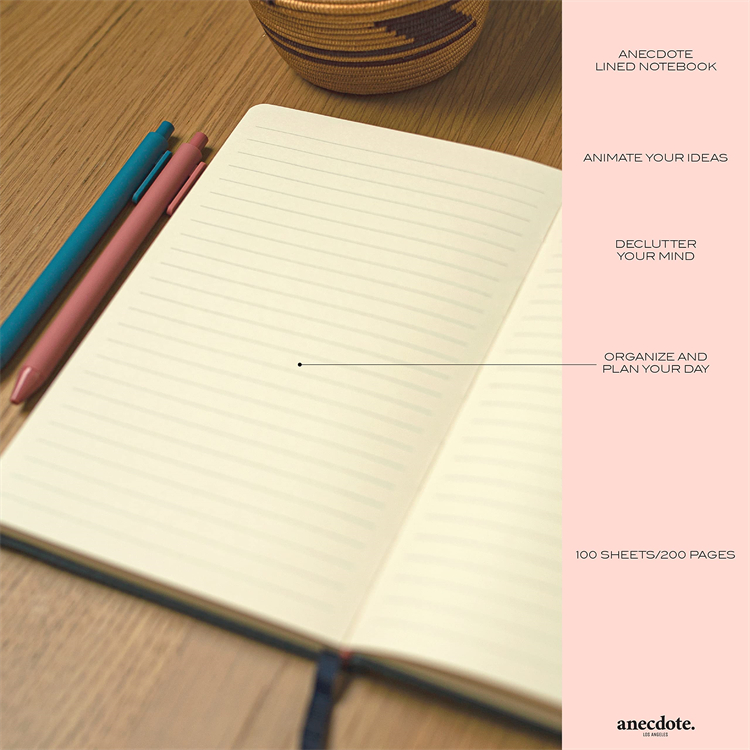 ANECDOTE
LINED NOTEBOOK
ANIMATE YOUR IDEAS
DECLUTTER
YOUR MIND
ORGANIZE AND
PLAN YOUR DAY
100 SHEETS/200 PAGES
anecdote.
LOS ANGELES